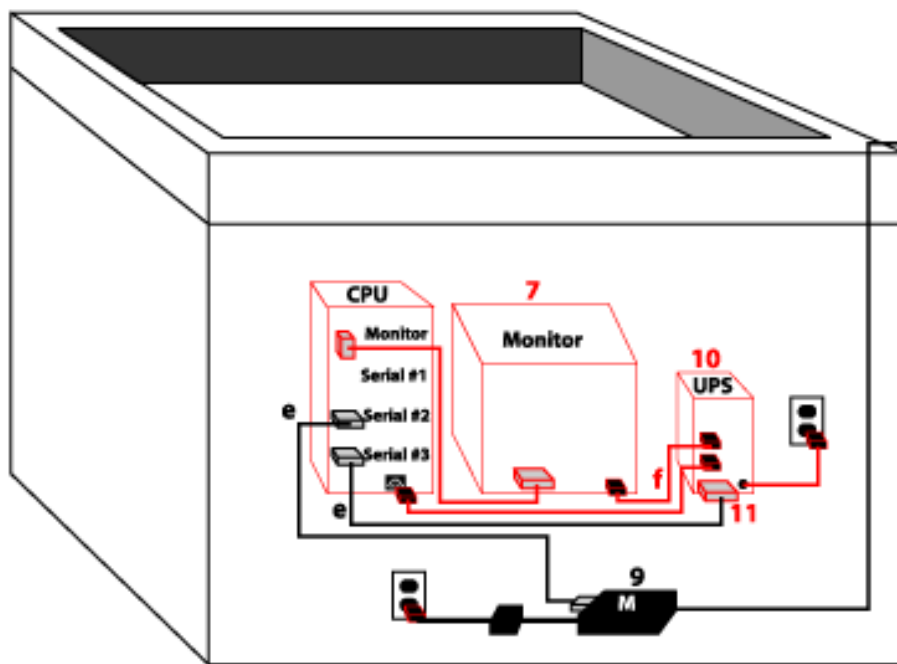 7
CPU
Monitor
Monitor
10
UPS
Serial #1
e
Serial #2
Serial #3
f
e
11
9
M